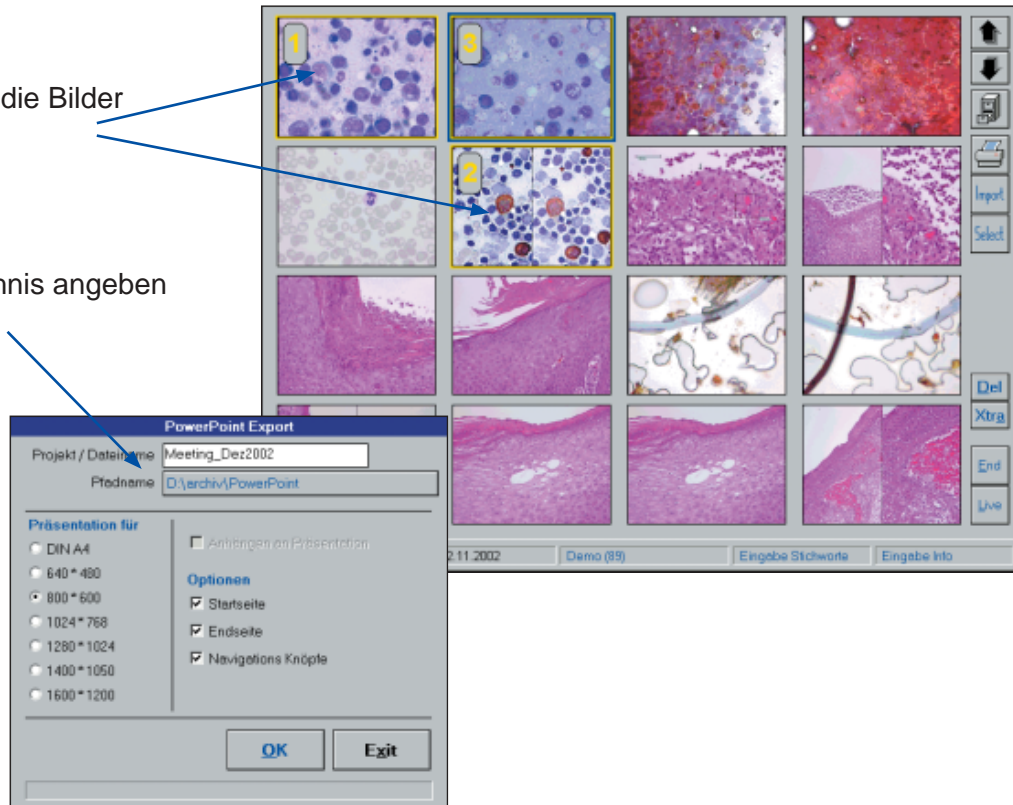 die Bilder
nnis angeben
1
3
2
Import
Select
Del
Xtra
End
Live
2.11.2002
Demo (89)
Eingabe Stichworte
Eingabe Info
PowerPoint Export
Projekt / Dateiname
Meeting_Dez2002
Pfadname
D:\archiv\PowerPoint
Präsentation für
DIN A4
640 * 480
800 * 600
1024 * 768
1280 * 1024
1400 * 1050
1600 * 1200
Anhängen an Präsentation
Optionen
Startseite
Endseite
Navigations Knöpfe
OK
Exit